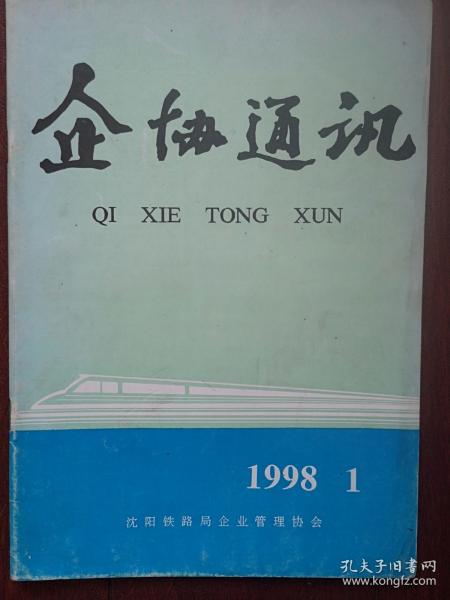 企协通讯
QI XIE TONG XUN
1998 1
沈阳铁路局企业管理协会
孔夫子旧书网
www.kongfz.com